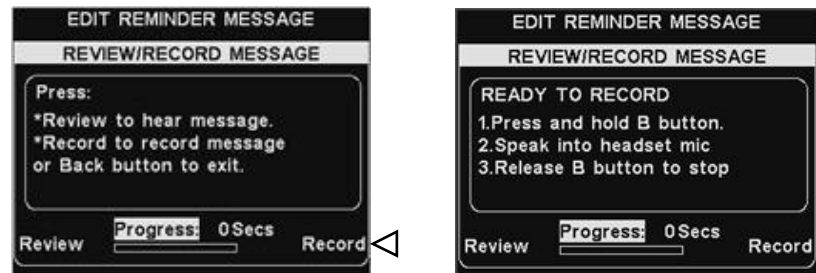 EDIT REMINDER MESSAGE
REVIEW/RECORD MESSAGE
Press:
*Review to hear message.
*Record to record message
or Back button to exit.
Progress: 0Secs
Review Record
EDIT REMINDER MESSAGE
REVIEW/RECORD MESSAGE
READY TO RECORD
1.Press and hold B button.
2.Speak into headset mic
3.Release B button to stop
Progress: 0Secs
Review Record